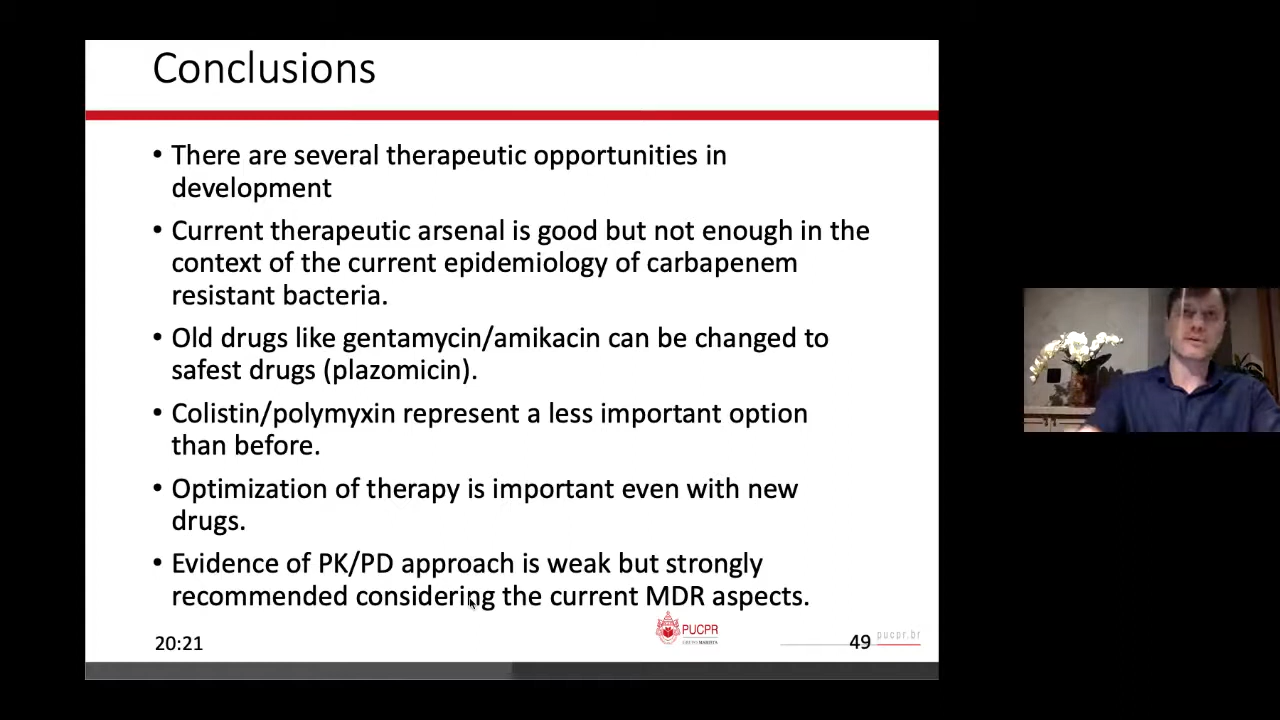 Conclusions
• There are several therapeutic opportunities in
development
• Current therapeutic arsenal is good but not enough in the
context of the current epidemiology of carbapenem
resistant bacteria.
• Old drugs like gentamycin/amikacin can be changed to
safest drugs (plazomicin).
• Colistin/polymyxin represent a less important option
than before.
• Optimization of therapy is important even with new
drugs.
• Evidence of PK/PD approach is weak but strongly
recommended considering the current MDR aspects.
20:21
PUCPR
GRUPO MARISTA
49
pucpr.br